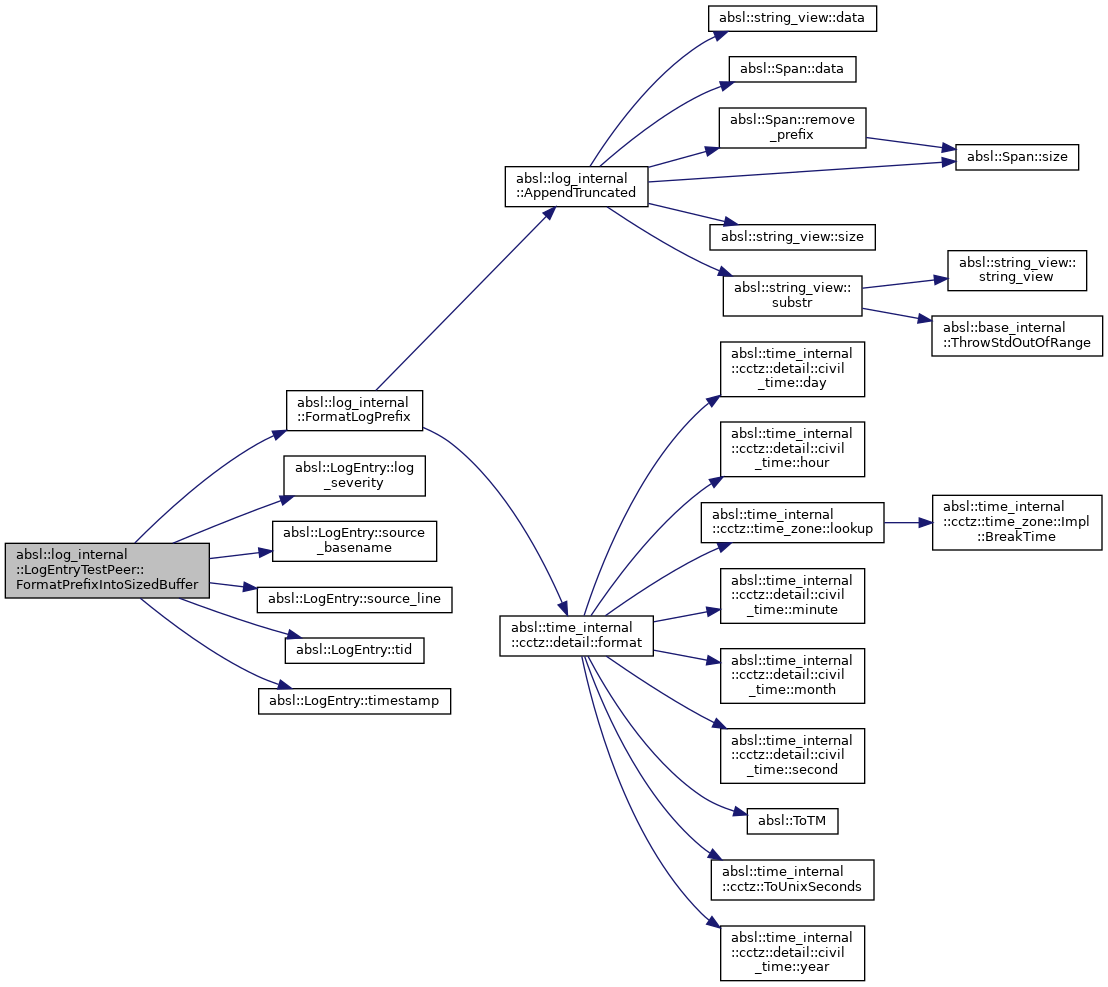 absl::string_view::data
absl::Span::data
absl::Span::remove
_prefix
absl::Span::size
absl::log_internal
::AppendTruncated
absl::string_view::size
absl::string_view::
substr
absl::string_view::
string_view
absl::base_internal
::ThrowStdOutOfRange
absl::time_internal
::cctz::detail::civil
_time::day
absl::log_internal
::FormatLogPrefix
absl::time_internal
::cctz::detail::civil
_time::hour
absl::LogEntry::log
_severity
absl::time_internal
::cctz::time_zone::lookup
absl::time_internal
::cctz::time_zone::Impl
::BreakTime
absl::LogEntry::source
_basename
absl::log_internal
::LogEntryTestPeer::
FormatPrefixIntoSizedBuffer
absl::LogEntry::source_line
absl::time_internal
::cctz::detail::civil
_time::minute
absl::LogEntry::tid
absl::time_internal
::cctz::detail::format
absl::time_internal
::cctz::detail::civil
_time::month
absl::LogEntry::timestamp
absl::time_internal
::cctz::detail::civil
_time::second
absl::ToTM
absl::time_internal
::cctz::ToUnixSeconds
absl::time_internal
::cctz::detail::civil
_time::year